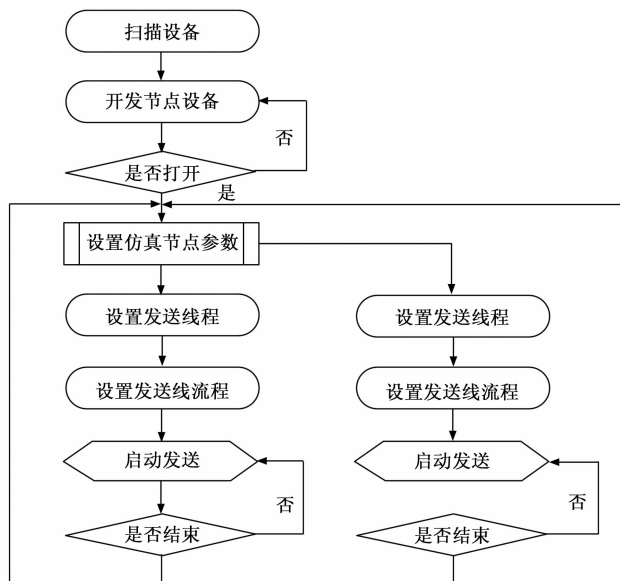 扫描设备
开发节点设备
否
是否打开
是
设置仿真节点参数
设置发送线程
设置发送线程
设置发送线流程
设置发送线流程
启动发送
启动发送
否
否
是否结束
是否结束